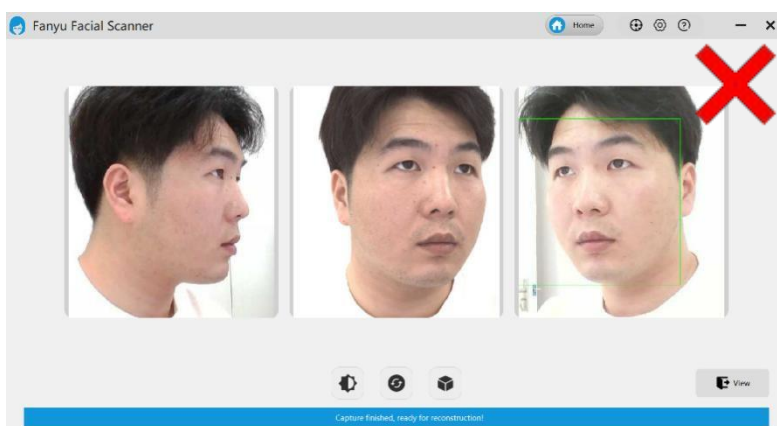 Fanyu Facial Scanner
Home
View
Capture finished, ready for reconstruction!